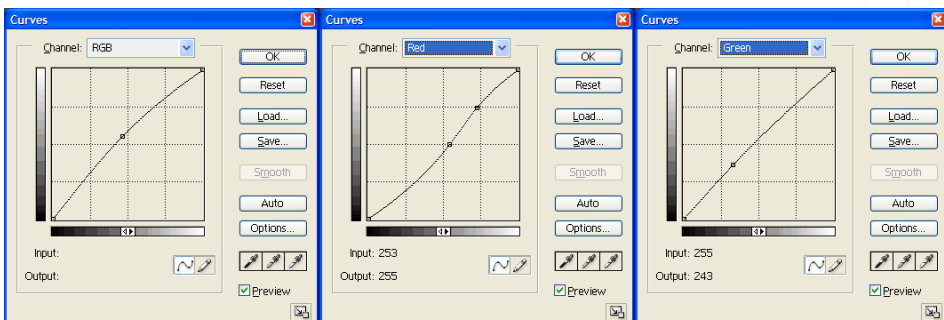 Curves
Channel: RGB
OK
Reset
Load...
Save...
Smooth
Auto
Options...
Input:
Output:
Preview
Curves
Channel: Red
OK
Reset
Load...
Save...
Smooth
Auto
Options...
Input: 253
Output: 255
Preview
Curves
Channel: Green
OK
Reset
Load...
Save...
Smooth
Auto
Options...
Input: 255
Output: 243
Preview